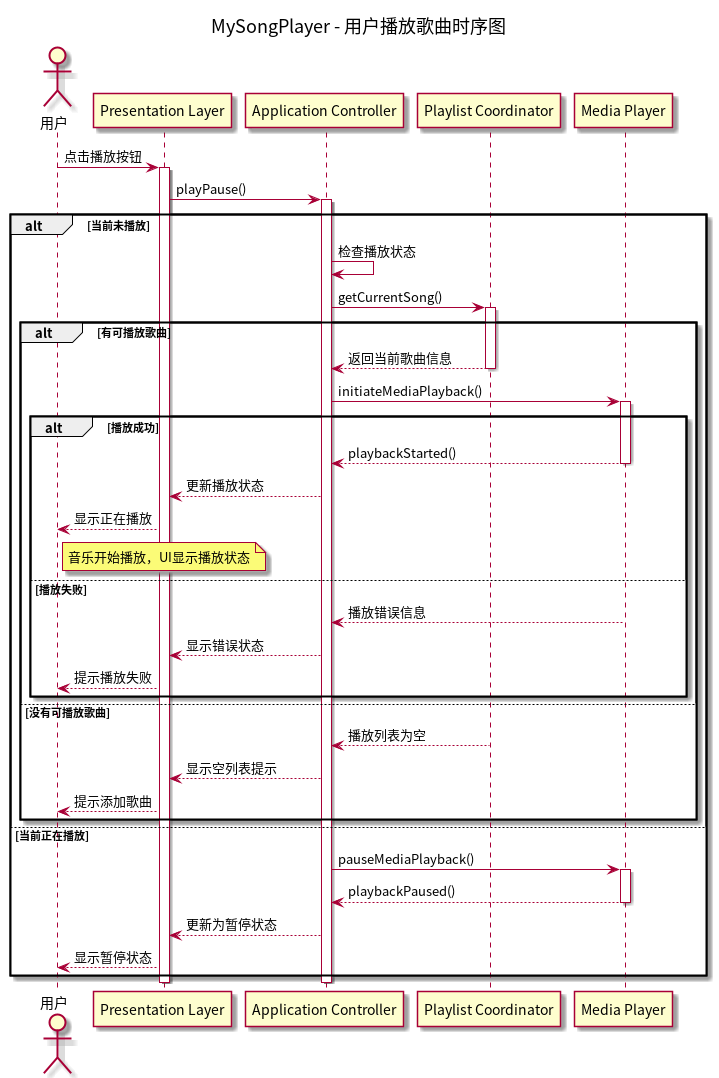 MySongPlayer - 用户播放歌曲时序图
用户
Presentation Layer
Application Controller
Playlist Coordinator
Media Player
点击播放按钮
playPause()
alt
[当前未播放]
检查播放状态
getCurrentSong()
alt
[有可播放歌曲]
返回当前歌曲信息
initiateMediaPlayback()
alt
[播放成功]
playbackStarted()
更新播放状态
显示正在播放
音乐开始播放，UI显示播放状态
[播放失败]
播放错误信息
显示错误状态
提示播放失败
[没有可播放歌曲]
播放列表为空
显示空列表提示
提示添加歌曲
[当前正在播放]
pauseMediaPlayback()
playbackPaused()
更新为暂停状态
显示暂停状态
用户
Presentation Layer
Application Controller
Playlist Coordinator
Media Player